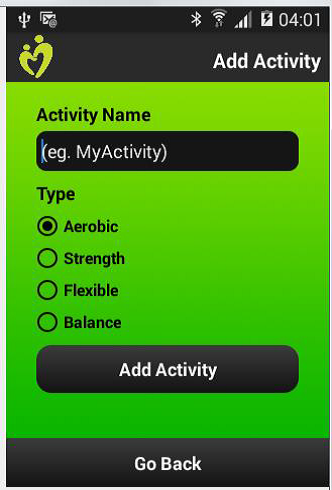 04:01
Add Activity
Activity Name
(eg. MyActivity)
Type
Aerobic
Strength
Flexible
Balance
Add Activity
Go Back